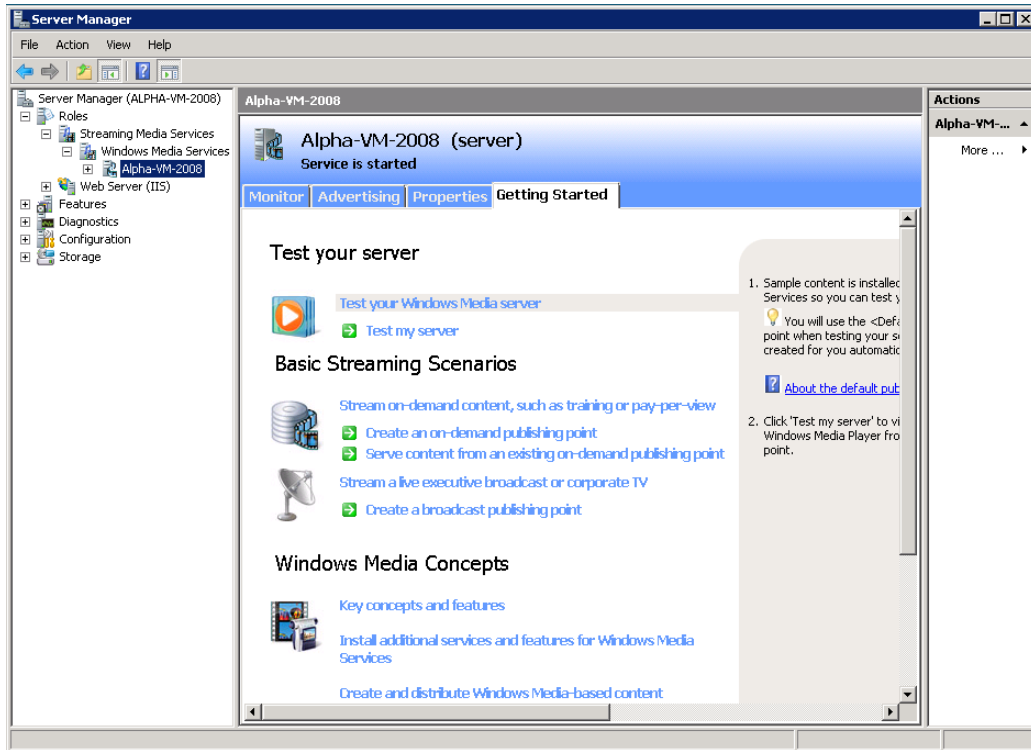 Server Manager
File Action View Help
Server Manager (ALPHA-VM-2008)
Roles
Streaming Media Services
Windows Media Services
Alpha-VM-2008
Web Server (IIS)
Features
Diagnostics
Configuration
Storage
Alpha-VM-2008
Alpha-VM-2008 (server)
Service is started
Monitor Advertising Properties Getting Started
Test your server
Test your Windows Media server
Test my server
Basic Streaming Scenarios
Stream on-demand content, such as training or pay-per-view
Create an on-demand publishing point
Serve content from an existing on-demand publishing point
Stream a live executive broadcast or corporate TV
Create a broadcast publishing point
Windows Media Concepts
Key concepts and features
Install additional services and features for Windows Media
Services
Create and distribute Windows Media-based content
1. Sample content is installed
Services so you can test
You will use the <Defa
point when testing your
created for you automatic
About the default pub
2. Click 'Test my server' to vi
Windows Media Player fro
point.
Actions
Alpha-VM-...
More ...